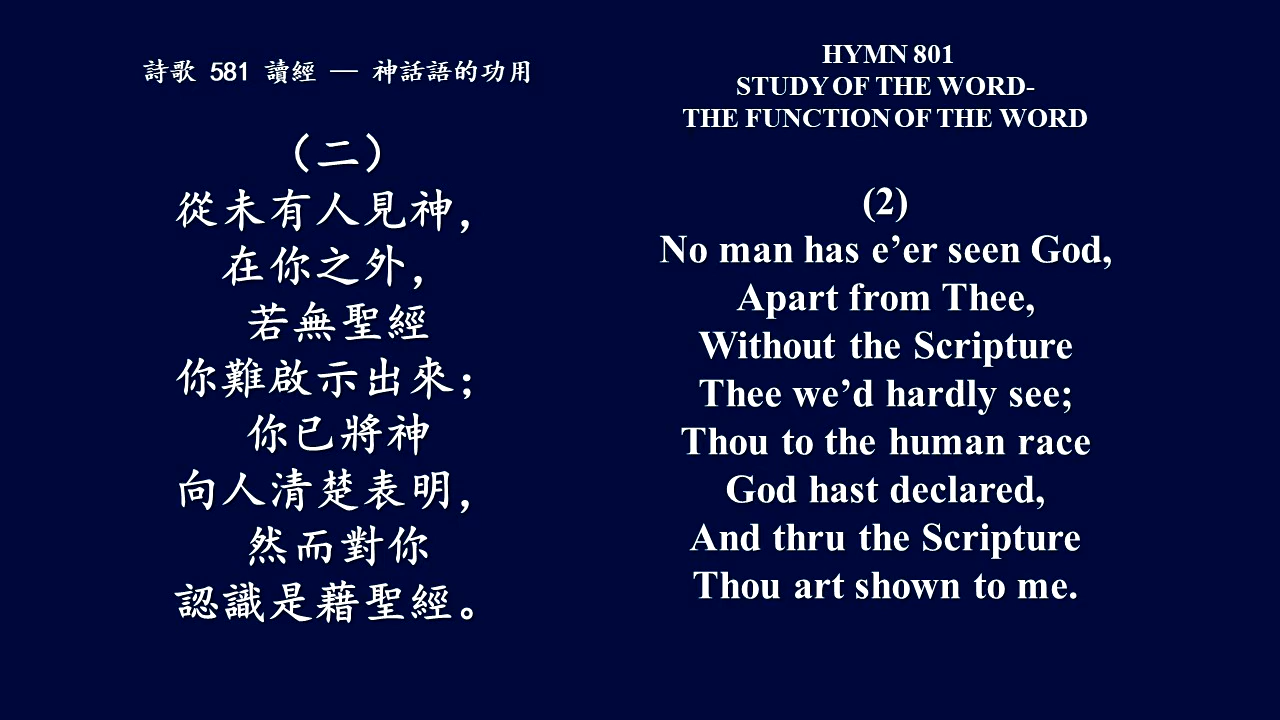 詩歌 581 讀經 — 神話語的功用
（二）
從未有人見神，
在你之外，
若無聖經
你難啟示出來；
你已將神
向人清楚表明，
然而對你
認識是藉聖經。
HYMN 801
STUDY OF THE WORD-
THE FUNCTION OF THE WORD
(2)
No man has e’er seen God,
Apart from Thee,
Without the Scripture
Thee we’d hardly see;
Thou to the human race
God hast declared,
And thru the Scripture
Thou art shown to me.